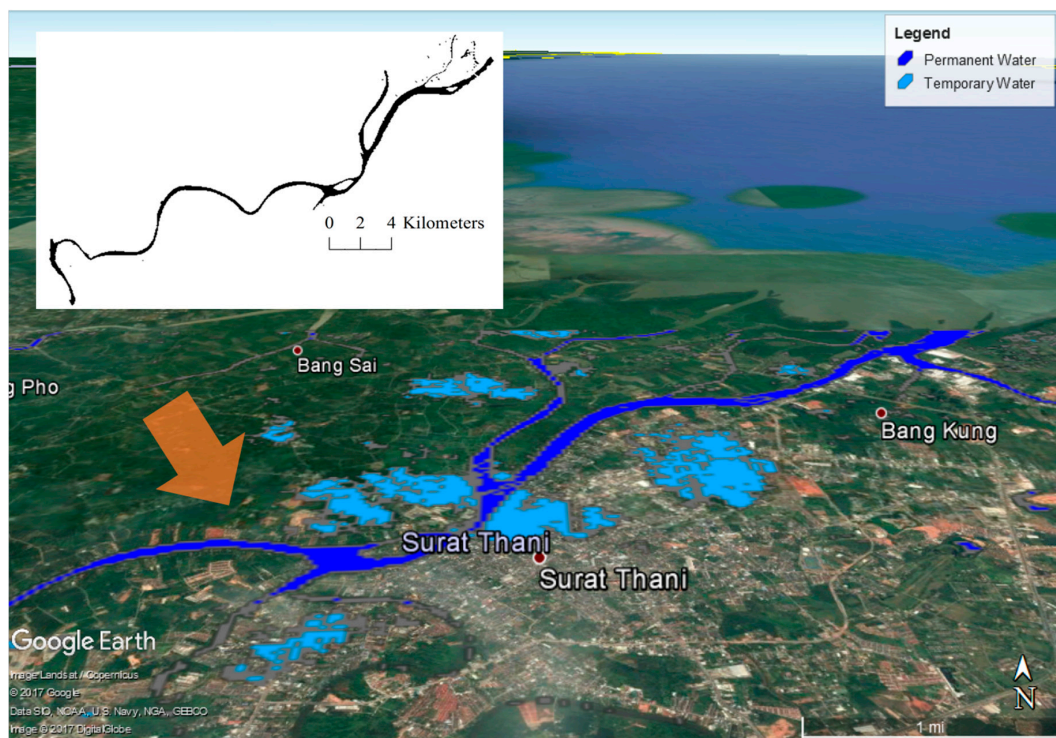 Legend
Permanent Water
Temporary Water
0 2 4 Kilometers
Bang Sai
g Pho
Bang Kung
Surat Thani
Surat Thani
Google Earth
Image Landsat / Copernicus
© 2017 Google
Data SIO, NOAA, U.S. Navy, NGA, GEBCO
Image © 2017 DigitalGlobe
N
1 mi